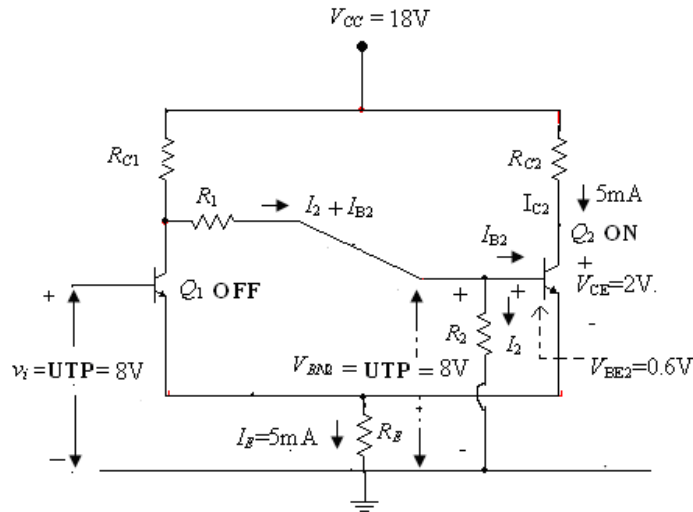 V_CC = 18V
R_C1
R_C2
R_1
I_2 + I_B2
I_C2
5mA
I_B2
Q_2 ON
+
Q_1 OFF
+
+
+
V_CE=2V.
R_2
I_2
-
v_i=UTP=8V
V_BN2 = UTP = 8V
V_BE2=0.6V
+
I_E=5mA
R_E
-
−